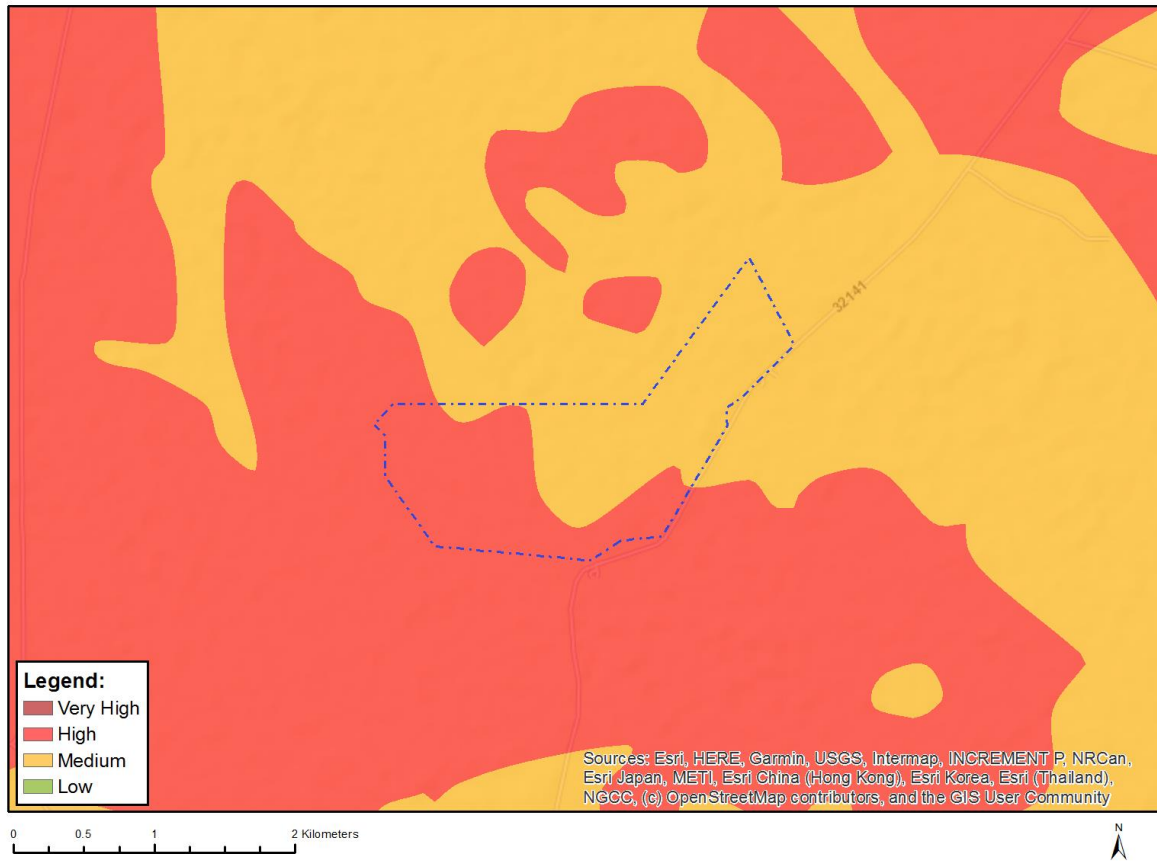 32141
Legend:
Very High
High
Medium
Low
Sources: Esri, HERE, Garmin, USGS, Intermap, INCREMENT P, NRCan,
Esri Japan, METI, Esri China (Hong Kong), Esri Korea, Esri (Thailand),
NGCC, (c) OpenStreetMap contributors, and the GIS User Community
0 0.5 1 2 Kilometers
N